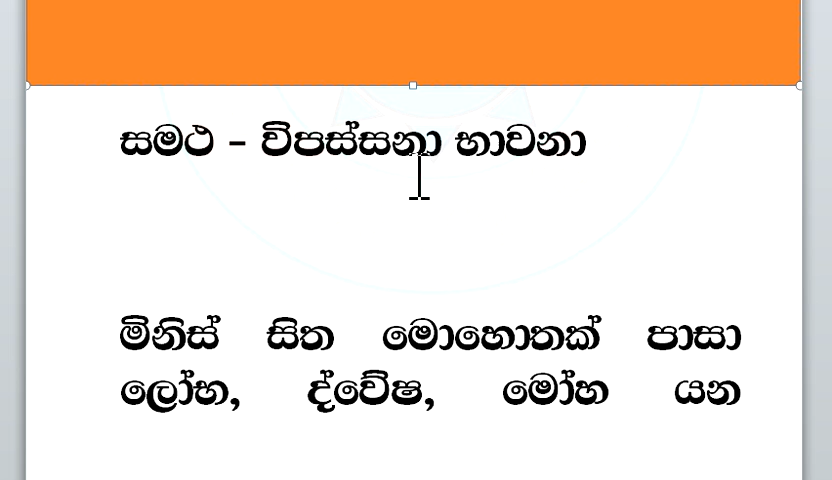 සමථ - විපස්සනා භාවනා
මිනිස් සිත මොහොතක් පාසා
ලෝභ, ද්වේෂ, මෝහ යන